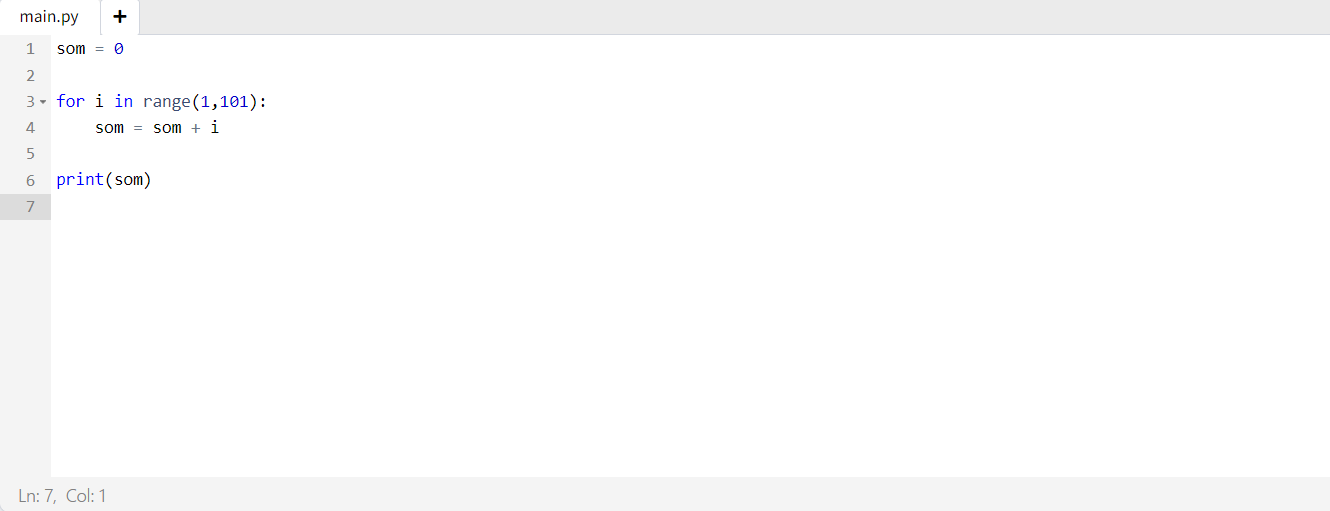 main.py +
1 som = 0
2
3 for i in range(1,101):
4     som = som + i
5
6 print(som)
7
Ln: 7, Col: 1